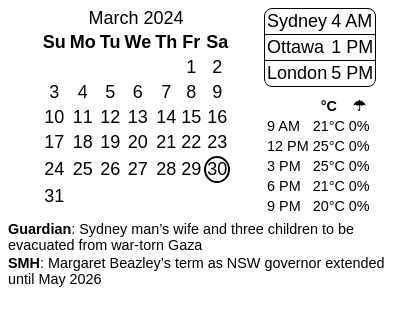 March 2024
Su Mo Tu We Th Fr Sa
1 2
3 4 5 6 7 8 9
10 11 12 13 14 15 16
17 18 19 20 21 22 23
24 25 26 27 28 29 30
31
Sydney 4 AM
Ottawa 1 PM
London 5 PM
°C ☂
9 AM 21°C 0%
12 PM 25°C 0%
3 PM 25°C 0%
6 PM 21°C 0%
9 PM 20°C 0%
Guardian: Sydney man's wife and three children to be
evacuated from war-torn Gaza
SMH: Margaret Beazley's term as NSW governor extended
until May 2026